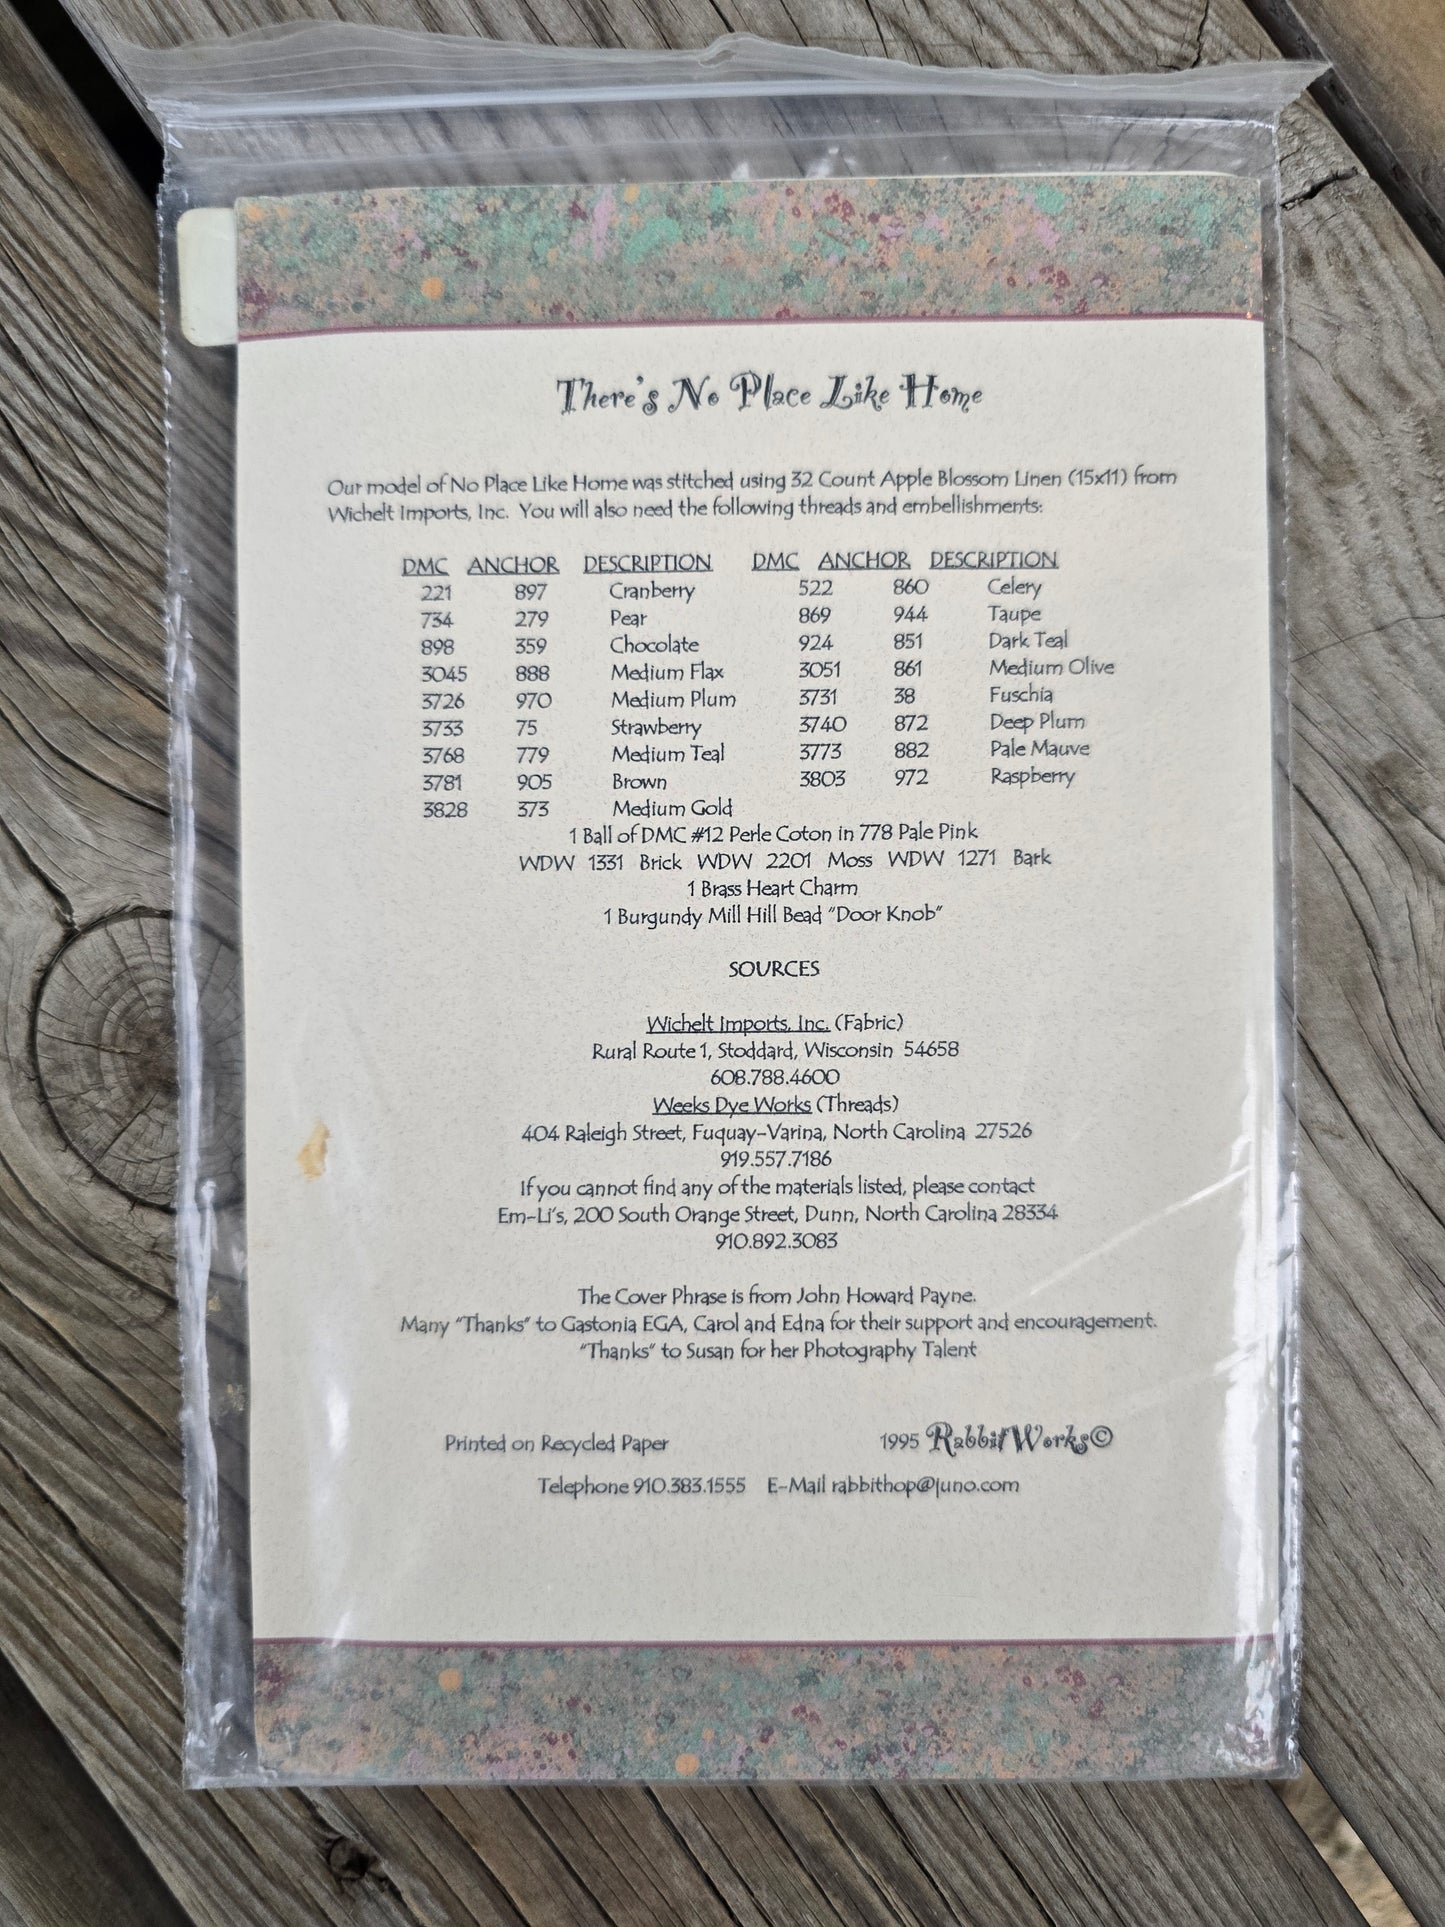 There's No Place Like Home
Our model of No Place Like Home was stitched using 32 Count Apple Blossom Linen (15x11) from
Wichelt Imports, Inc. You will also need the following threads and embellishments:
DMC ANCHOR DESCRIPTION DMC ANCHOR DESCRIPTION
221 897 Cranberry 522 860 Celery
734 279 Pear 869 944 Taupe
898 359 Chocolate 924 851 Dark Teal
3045 888 Medium Flax 3051 861 Medium Olive
3726 970 Medium Plum 3731 38 Fuschia
3733 75 Strawberry 3740 872 Deep Plum
3768 779 Medium Teal 3773 882 Pale Mauve
3781 905 Brown 3803 972 Raspberry
3828 373 Medium Gold
1 Ball of DMC #12 Perle Coton in 778 Pale Pink
WDW 1331 Brick WDW 2201 Moss WDW 1271 Bark
1 Brass Heart Charm
1 Burgundy Mill Hill Bead "Door Knob"
SOURCES
Wichelt Imports, Inc. (Fabric)
Rural Route 1, Stoddard, Wisconsin 54658
608.788.4600
Weeks Dye Works (Threads)
404 Raleigh Street, Fuquay-Varina, North Carolina 27526
919.557.7186
If you cannot find any of the materials listed, please contact
Em-Li's, 200 South Orange Street, Dunn, North Carolina 28334
910.892.3083
The Cover Phrase is from John Howard Payne.
Many "Thanks" to Gastonia EGA, Carol and Edna for their support and encouragement.
"Thanks" to Susan for her Photography Talent
Printed on Recycled Paper 1995 RabbitWorks©
Telephone 910.383.1555 E-Mail rabbithop@juno.com